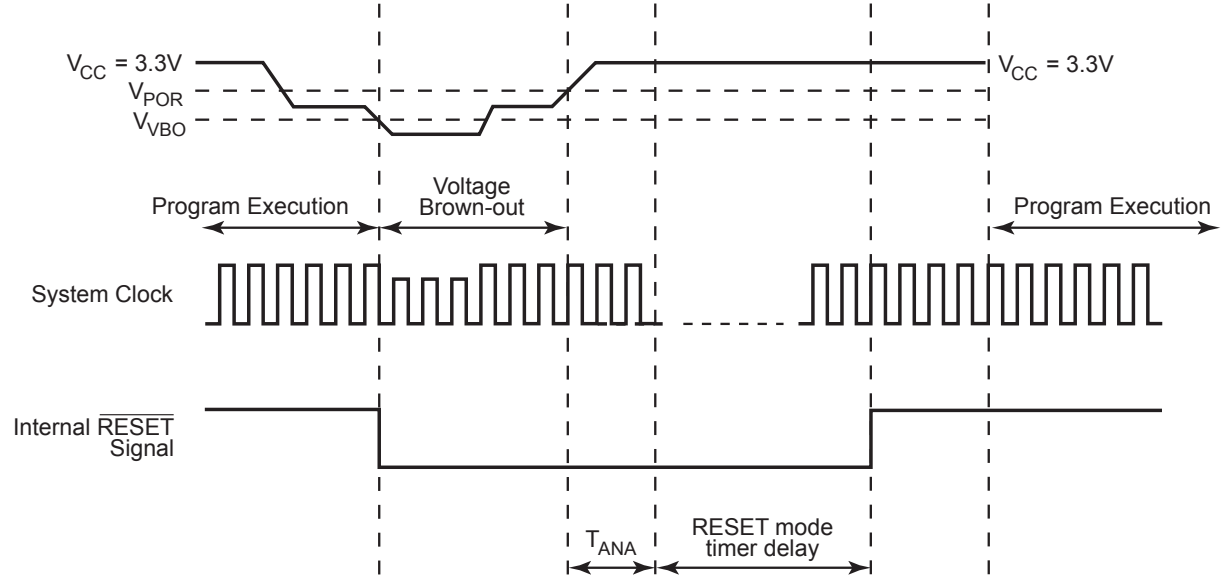 V_CC = 3.3V
V_CC = 3.3V
V_POR
V_VBO
Program Execution
Voltage
Brown-out
Program Execution
System Clock
Internal R̅E̅S̅E̅T̅
Signal
T_ANA
RESET mode
timer delay